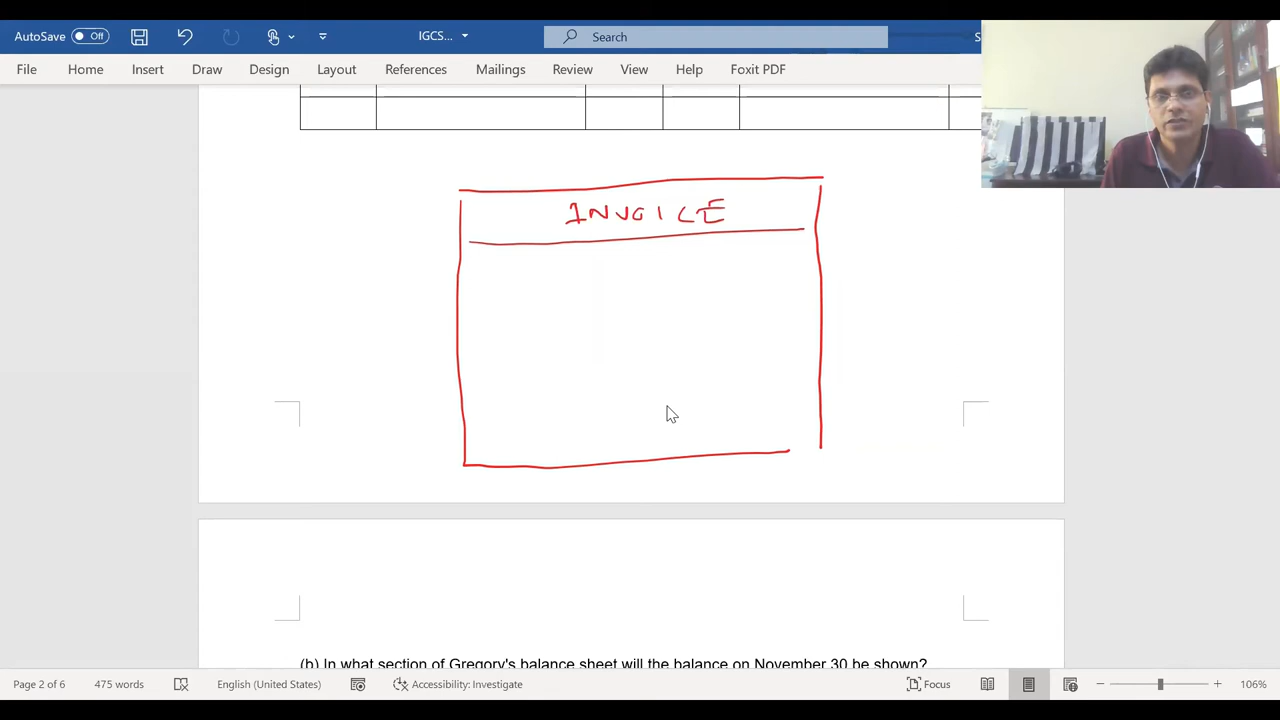 AutoSave Off IGCS... Search S
File Home Insert Draw Design Layout References Mailings Review View Help Foxit PDF
INVOICE
(b) In what section of Gregory's balance sheet will the balance on November 30 be shown?
Page 2 of 6 475 words English (United States) Accessibility: Investigate Focus 106%